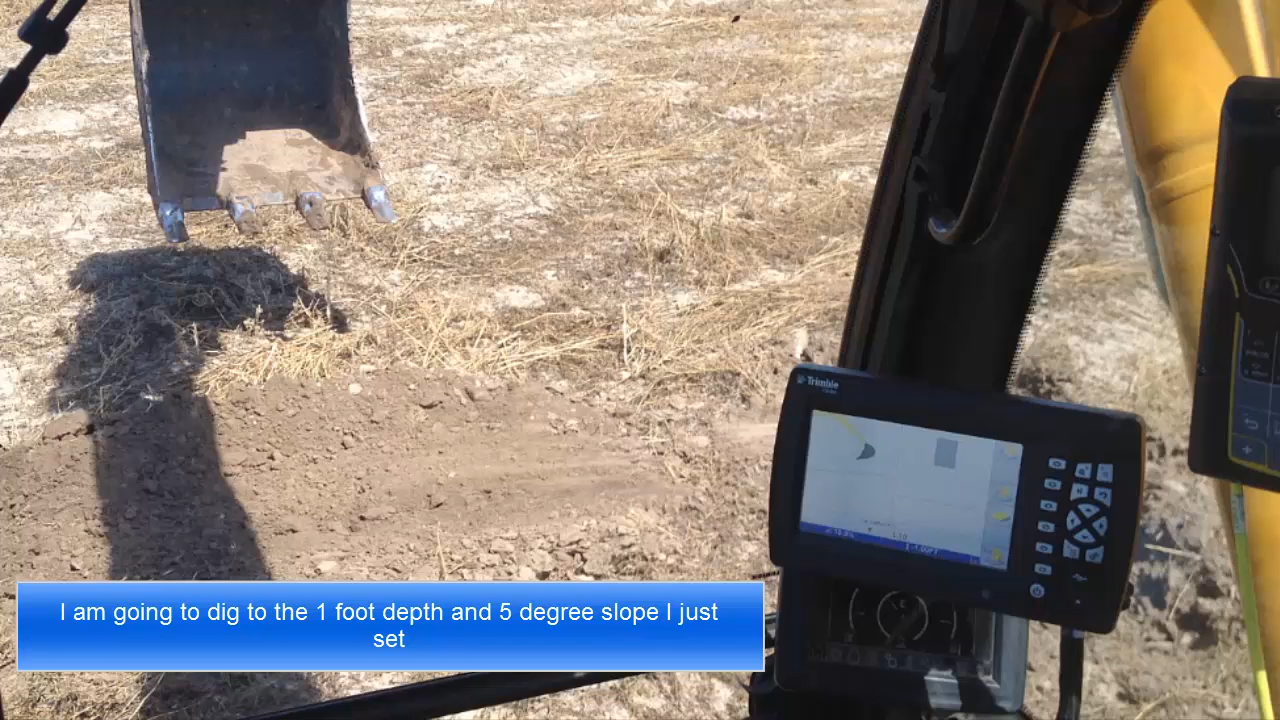 Trimble
I am going to dig to the 1 foot depth and 5 degree slope I just
set